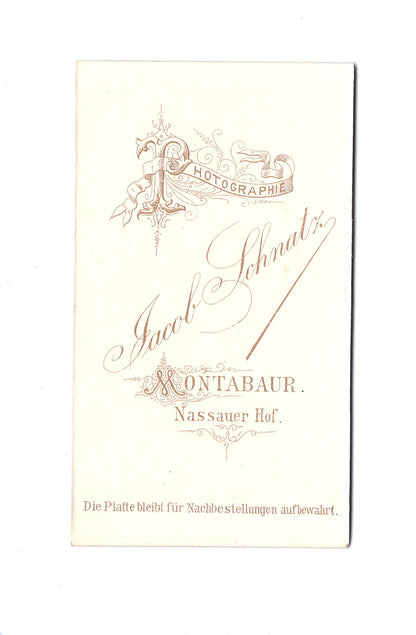 PHOTOGRAPHIE
Jacob Schnatz
MONTABAUR.
Nassauer Hof.
Die Platte bleibt für Nachbestellungen aufbewahrt.